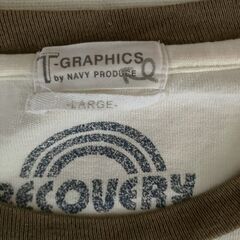 T-GRAPHICS
by NAVY PRODUCE
-LARGE-
RECOVERY